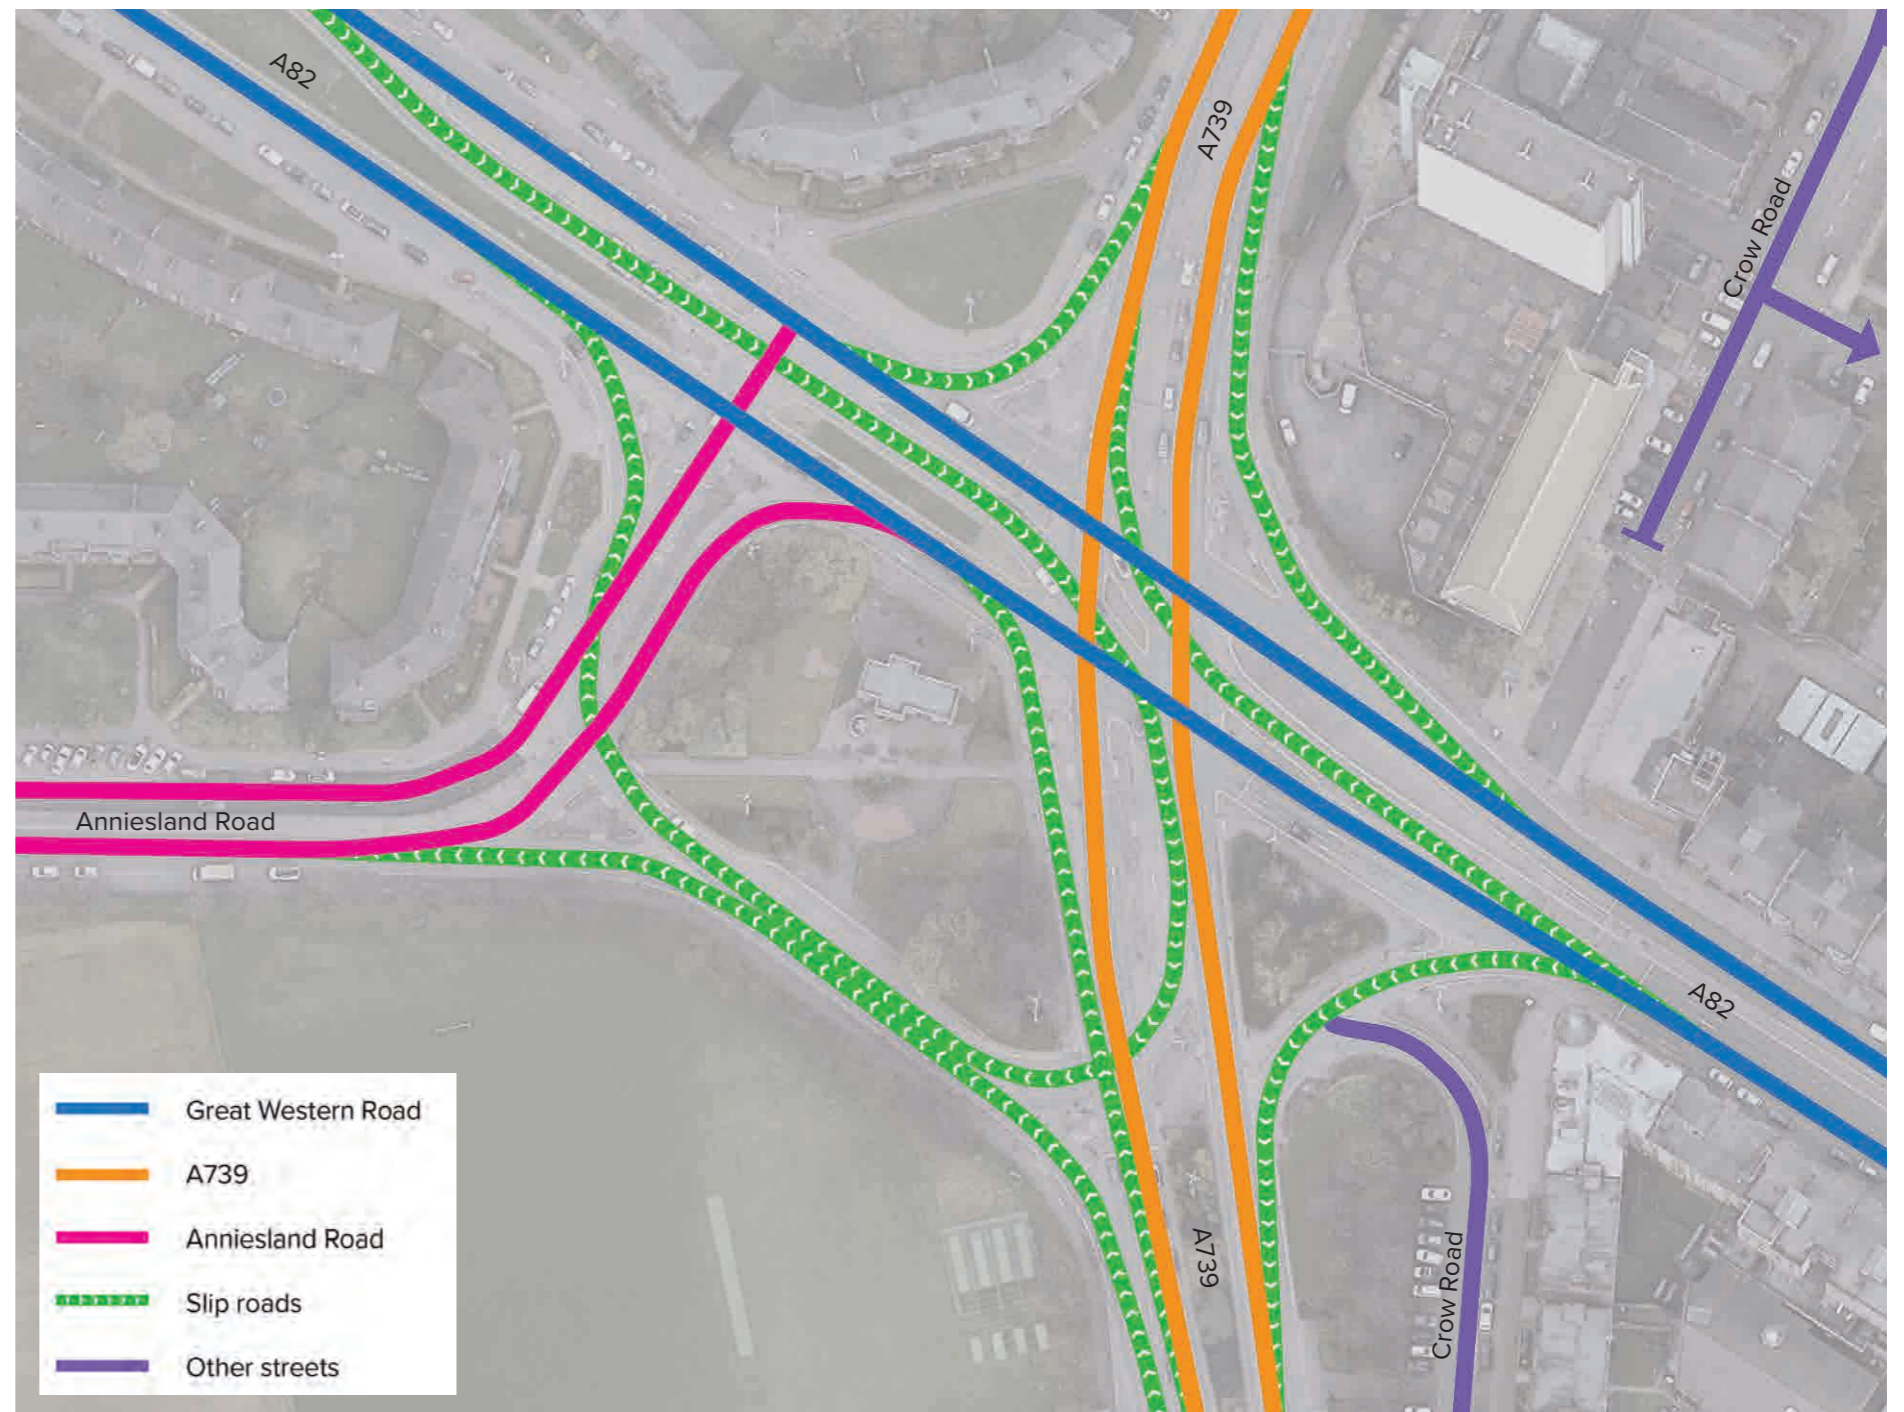 A82
A739
Crow Road
Anniesland Road
A82
A739
Crow Road
Great Western Road
A739
Anniesland Road
Slip roads
Other streets